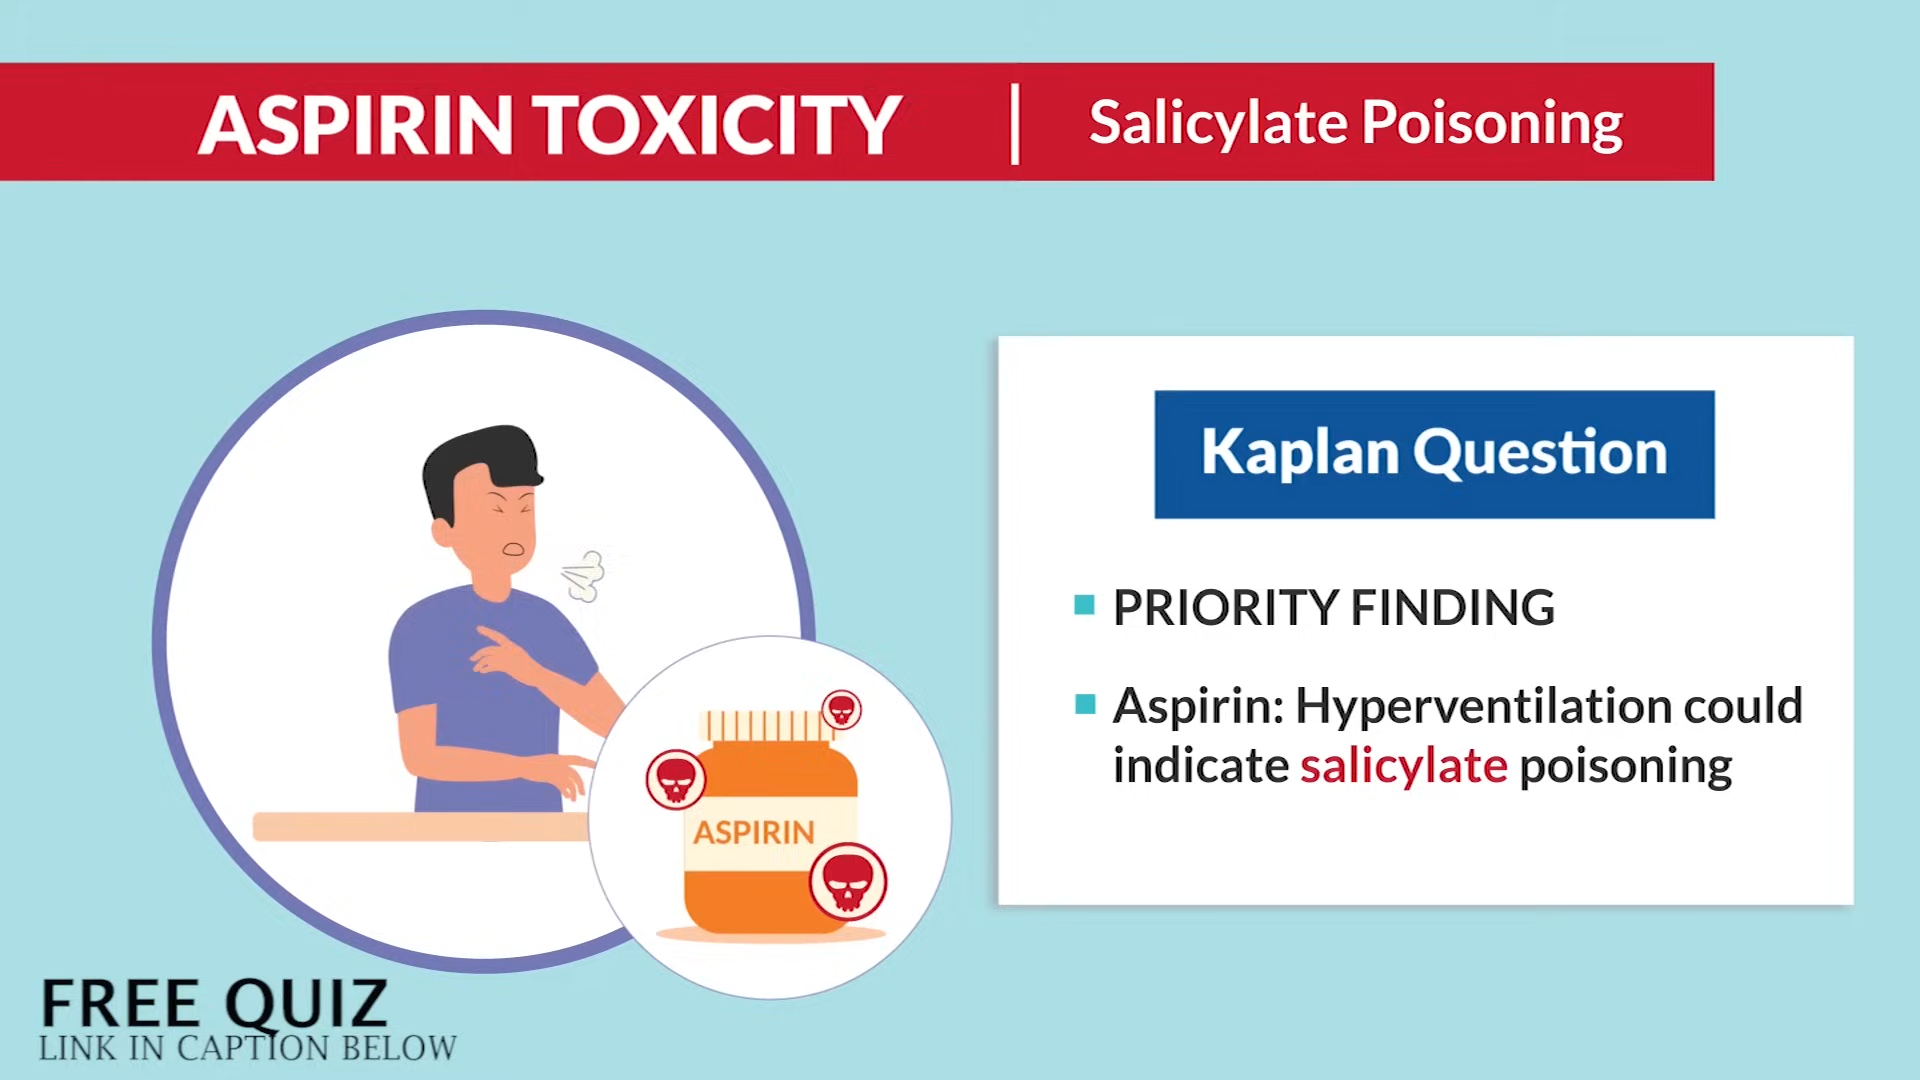 ASPIRIN TOXICITY | Salicylate Poisoning
Kaplan Question
PRIORITY FINDING
Aspirin: Hyperventilation could
indicate salicylate poisoning
ASPIRIN
FREE QUIZ
LINK IN CAPTION BELOW